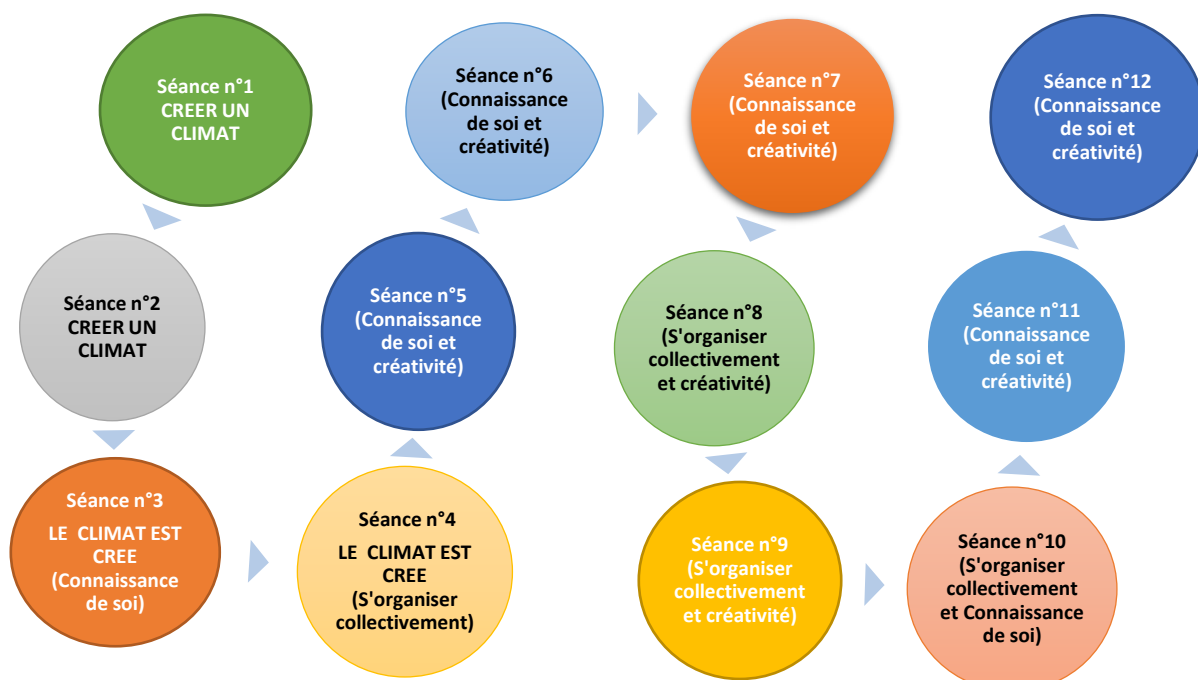 Séance n°1
CREER UN
CLIMAT
Séance n°2
CREER UN
CLIMAT
Séance n°3
LE CLIMAT EST
CREE
(Connaissance
de soi)
Séance n°4
LE CLIMAT EST
CREE
(S'organiser
collectivement)
Séance n°5
(Connaissance
de soi et
créativité)
Séance n°6
(Connaissance
de soi et
créativité)
Séance n°7
(Connaissance
de soi et
créativité)
Séance n°8
(S'organiser
collectivement
et créativité)
Séance n°9
(S'organiser
collectivement
et créativité)
Séance n°10
(S'organiser
collectivement
et Connaissance
de soi)
Séance n°11
(Connaissance
de soi et
créativité)
Séance n°12
(Connaissance
de soi et
créativité)